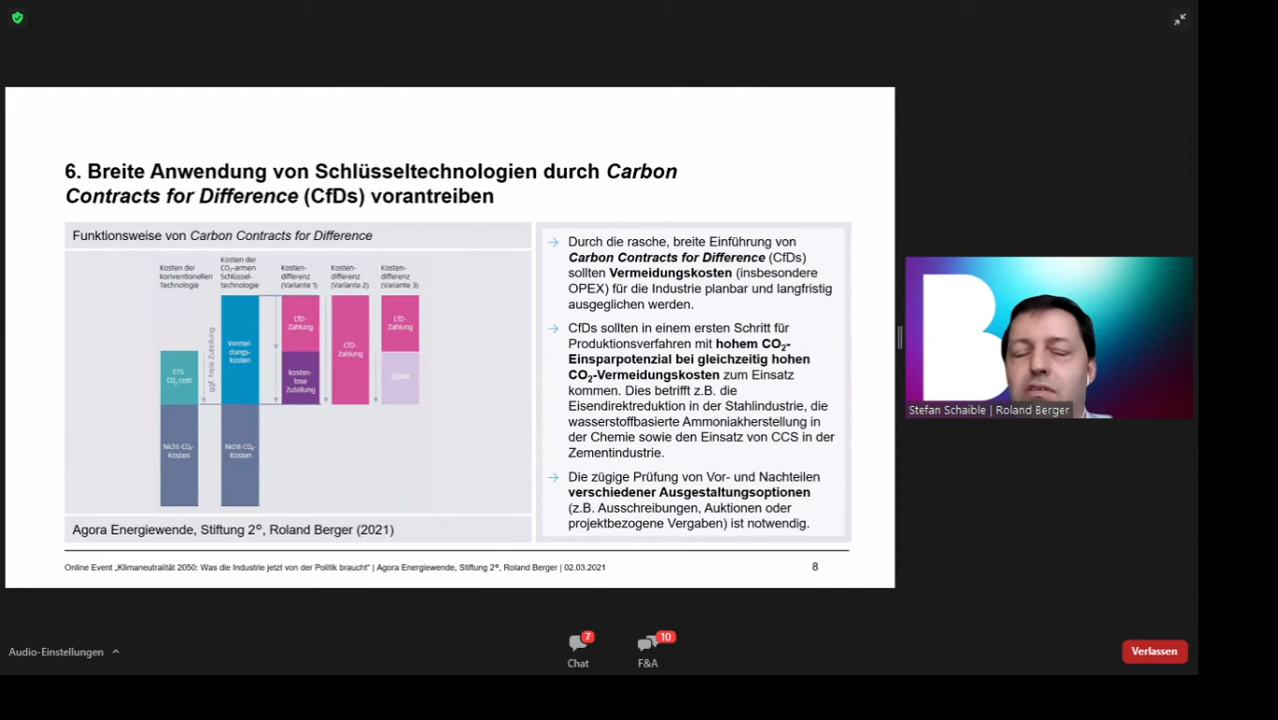 6. Breite Anwendung von Schlüsseltechnologien durch Carbon
Contracts for Difference (CfDs) vorantreiben
Funktionsweise von Carbon Contracts for Difference
Kosten der
konventionellen
Technologie
Kosten der
CO₂-armen
Schlüssel-
technologie
Kosten-
differenz
(Variante 1)
Kosten-
differenz
(Variante 2)
Kosten-
differenz
(Variante 3)
ETS
CO₂ cost
ggf. freie Zuteilung
Vermei-
dungs-
kosten
CfD-
Zahlung
kosten-
lose
Zuteilung
CfD-
Zahlung
CfD-
Zahlung
CBAM
Nicht-CO₂-
Kosten
Nicht-CO₂-
Kosten
Agora Energiewende, Stiftung 2°, Roland Berger (2021)
→ Durch die rasche, breite Einführung von
Carbon Contracts for Difference (CfDs)
sollten Vermeidungskosten (insbesondere
OPEX) für die Industrie planbar und langfristig
ausgeglichen werden.
→ CfDs sollten in einem ersten Schritt für
Produktionsverfahren mit hohem CO₂-
Einsparpotenzial bei gleichzeitig hohen
CO₂-Vermeidungskosten zum Einsatz
kommen. Dies betrifft z.B. die
Eisendirektreduktion in der Stahlindustrie, die
wasserstoffbasierte Ammoniakherstellung in
der Chemie sowie den Einsatz von CCS in der
Zementindustrie.
→ Die zügige Prüfung von Vor- und Nachteilen
verschiedener Ausgestaltungsoptionen
(z.B. Ausschreibungen, Auktionen oder
projektbezogene Vergaben) ist notwendig.
Online Event „Klimaneutralität 2050: Was die Industrie jetzt von der Politik braucht“ | Agora Energiewende, Stiftung 2°, Roland Berger | 02.03.2021
8
B
Stefan Schaible | Roland Berger
Audio-Einstellungen
7
Chat
10
F&A
Verlassen